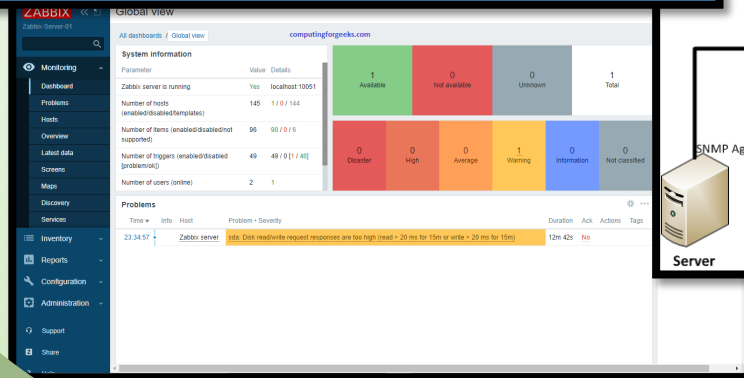 ZABBIX
Global view
Zabbix-Server-01
All dashboards / Global view
computingforgeeks.com
Monitoring
Dashboard
Problems
Hosts
Overview
Latest data
Screens
Maps
Discovery
Services
Inventory
Reports
Configuration
Administration
Support
Share
Help
System information
Parameter Value Details
Zabbix server is running Yes localhost:10051
Number of hosts 145 1 / 0 / 144
(enabled/disabled/templates)
Number of items (enabled/disabled/not 96 90 / 0 / 6
supported)
Number of triggers (enabled/disabled 49 49 / 0 [1 / 48]
[problem/ok])
Number of users (online) 2 1
1 0 0 1
Available Not available Unknown Total
0 0 0 1 0 0
Disaster High Average Warning Information Not classified
Problems
Time Info Host Problem • Severity Duration Ack Actions Tags
23:34:57 Zabbix server sda: Disk read/write request responses are too high (read > 20 ms for 15m or write > 20 ms for 15m) 12m 42s No
SNMP Ag
Server